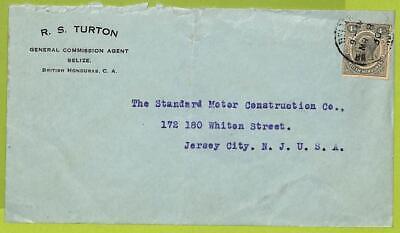 R. S. TURTON
GENERAL COMMISSION AGENT
BELIZE,
BRITISH HONDURAS, C. A.
The Standard Motor Construction Co.,
172 180 Whiton Street.
Jersey City. N. J. U. S. A.